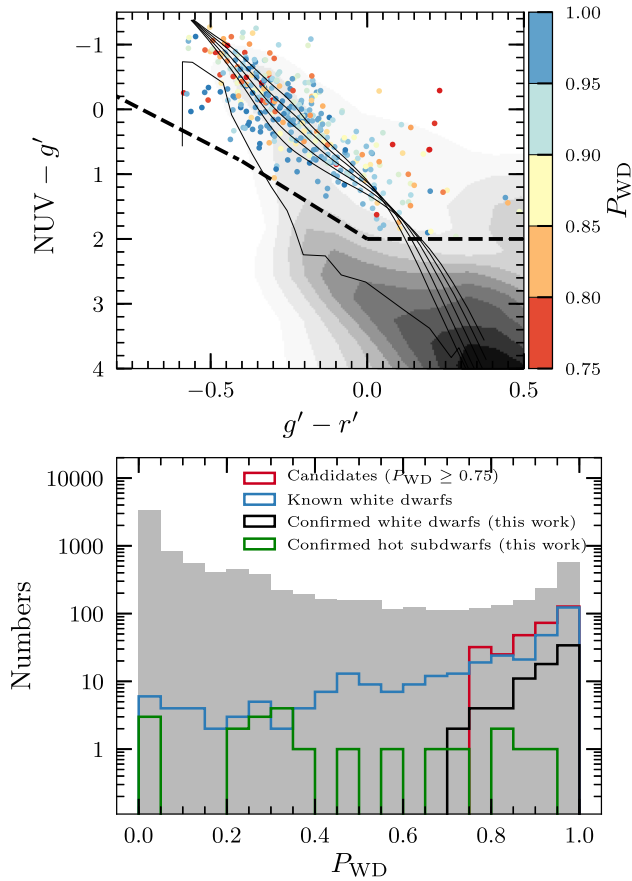 −1
0
1
2
3
4
NUV − g′
−0.5
0.0
0.5
g′ − r′
1.00
0.95
0.90
0.85
0.80
0.75
P_WD
10000
1000
100
10
1
Numbers
Candidates (P_WD ≥ 0.75)
Known white dwarfs
Confirmed white dwarfs (this work)
Confirmed hot subdwarfs (this work)
0.0
0.2
0.4
0.6
0.8
1.0
P_WD